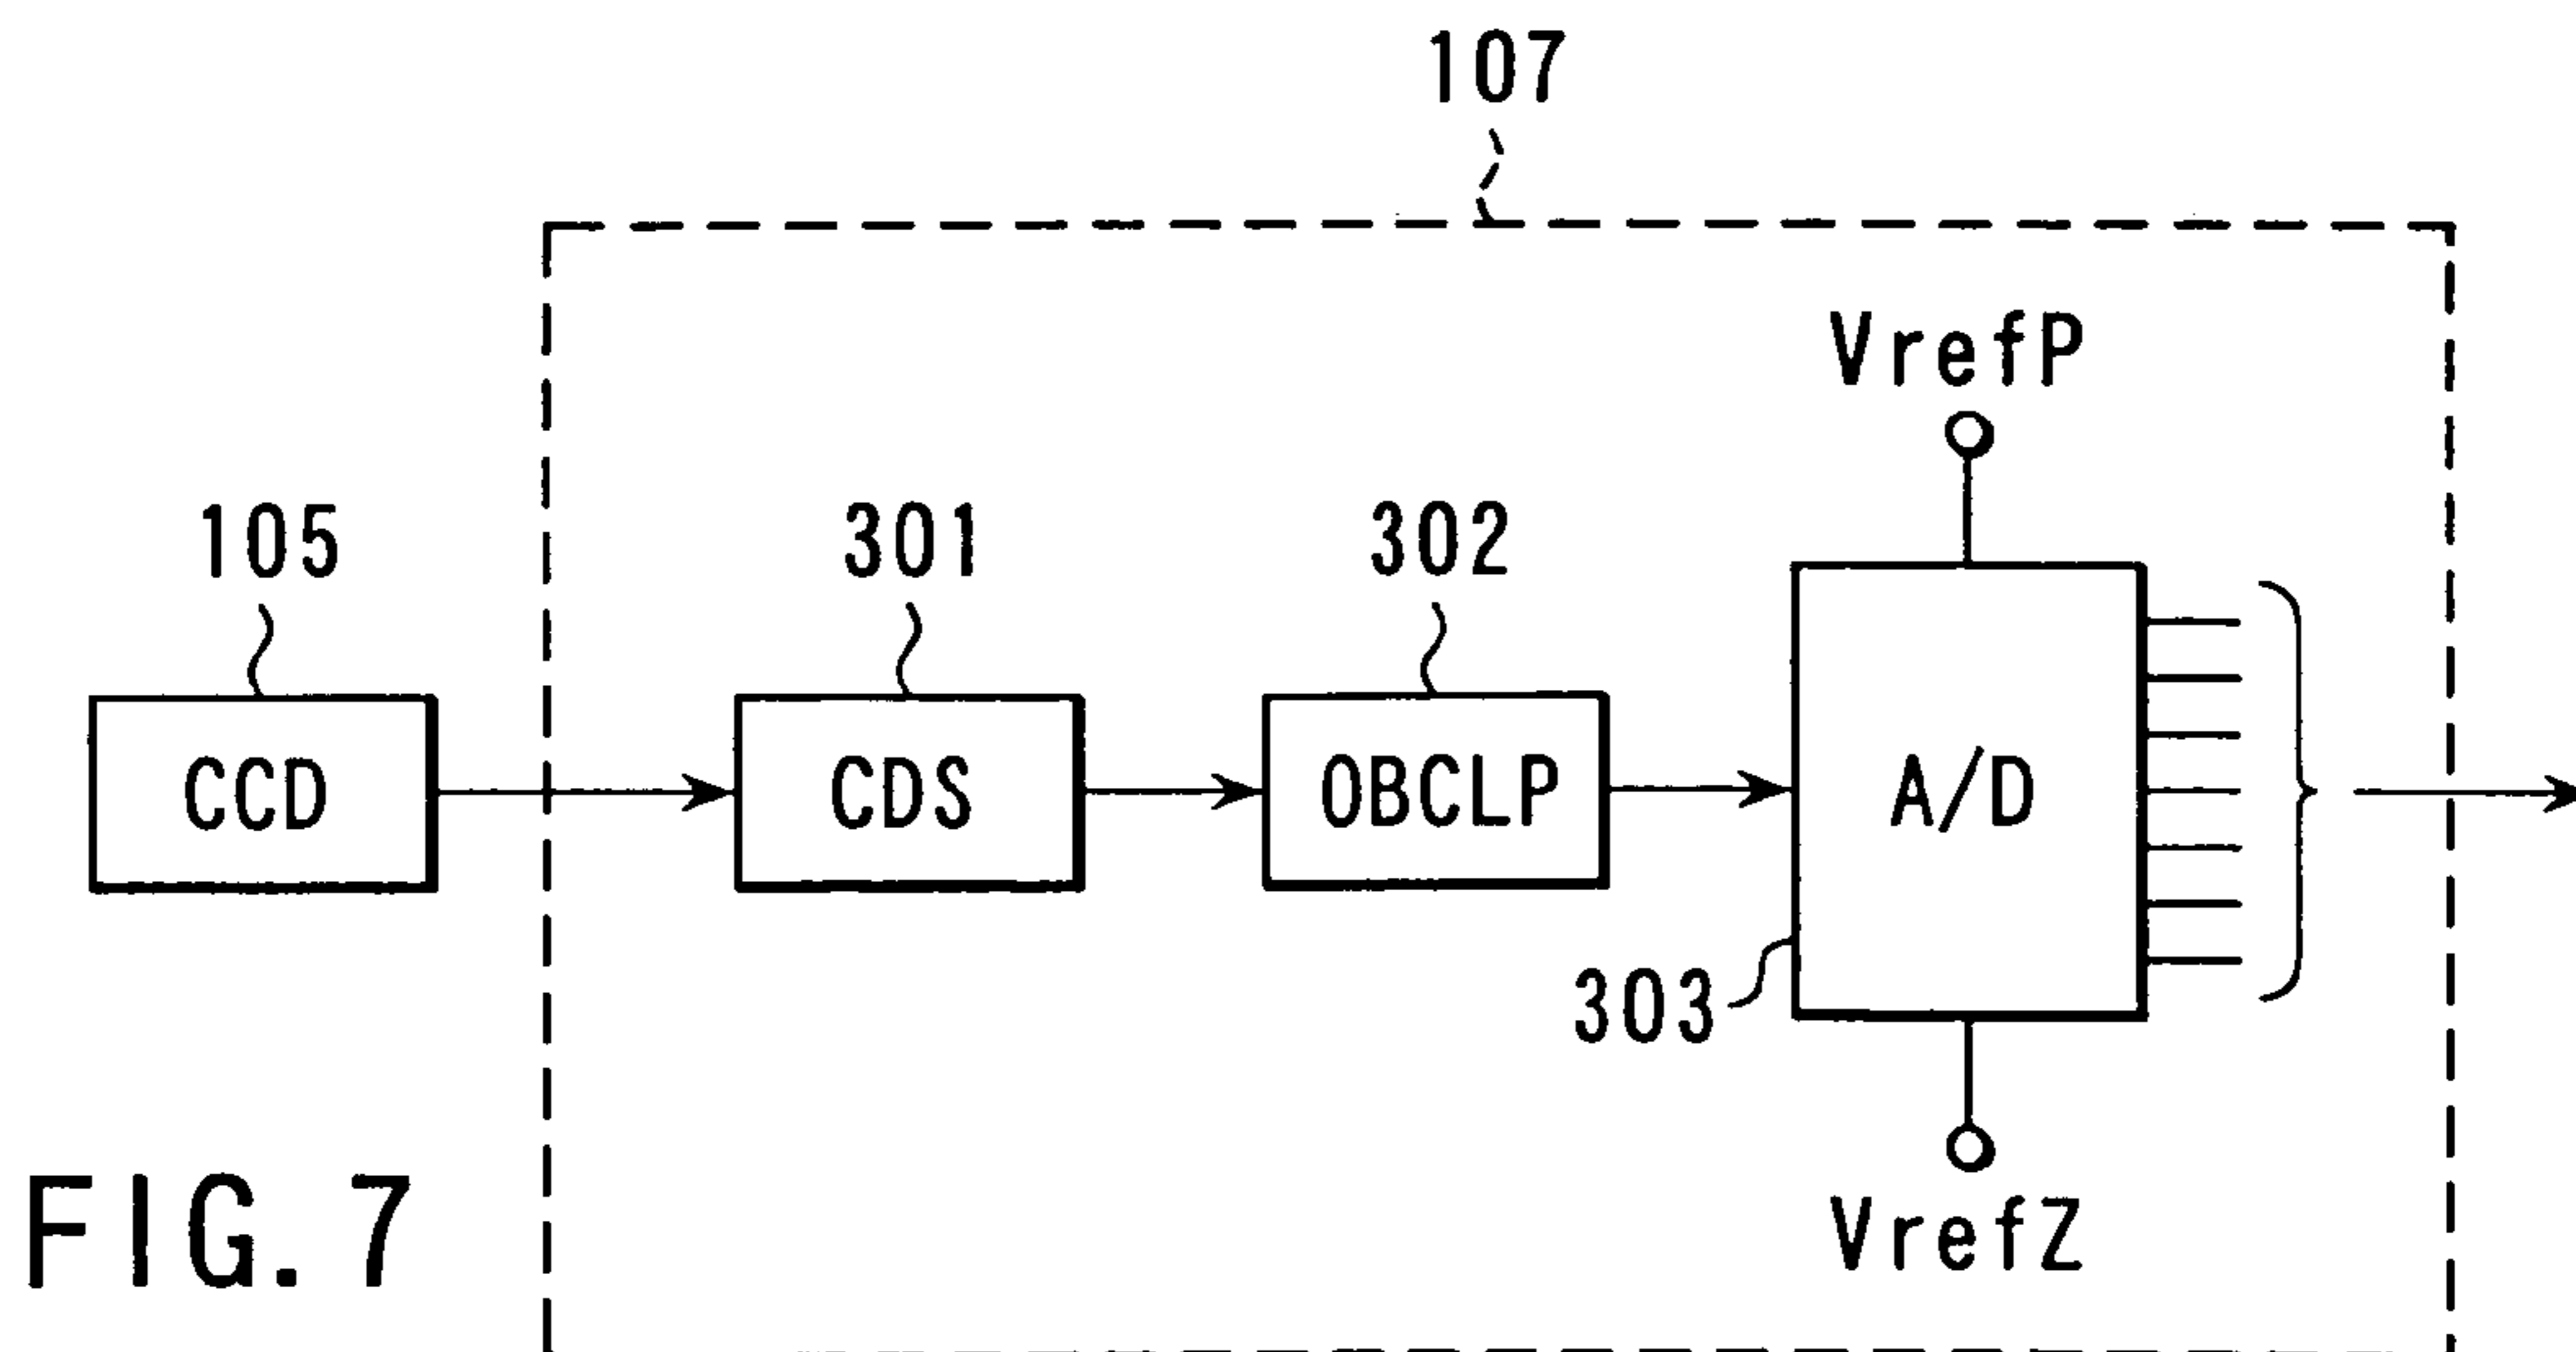 107
VrefP
105
301
302
CCD
CDS
OBCLP
A/D
303
VrefZ
FIG. 7